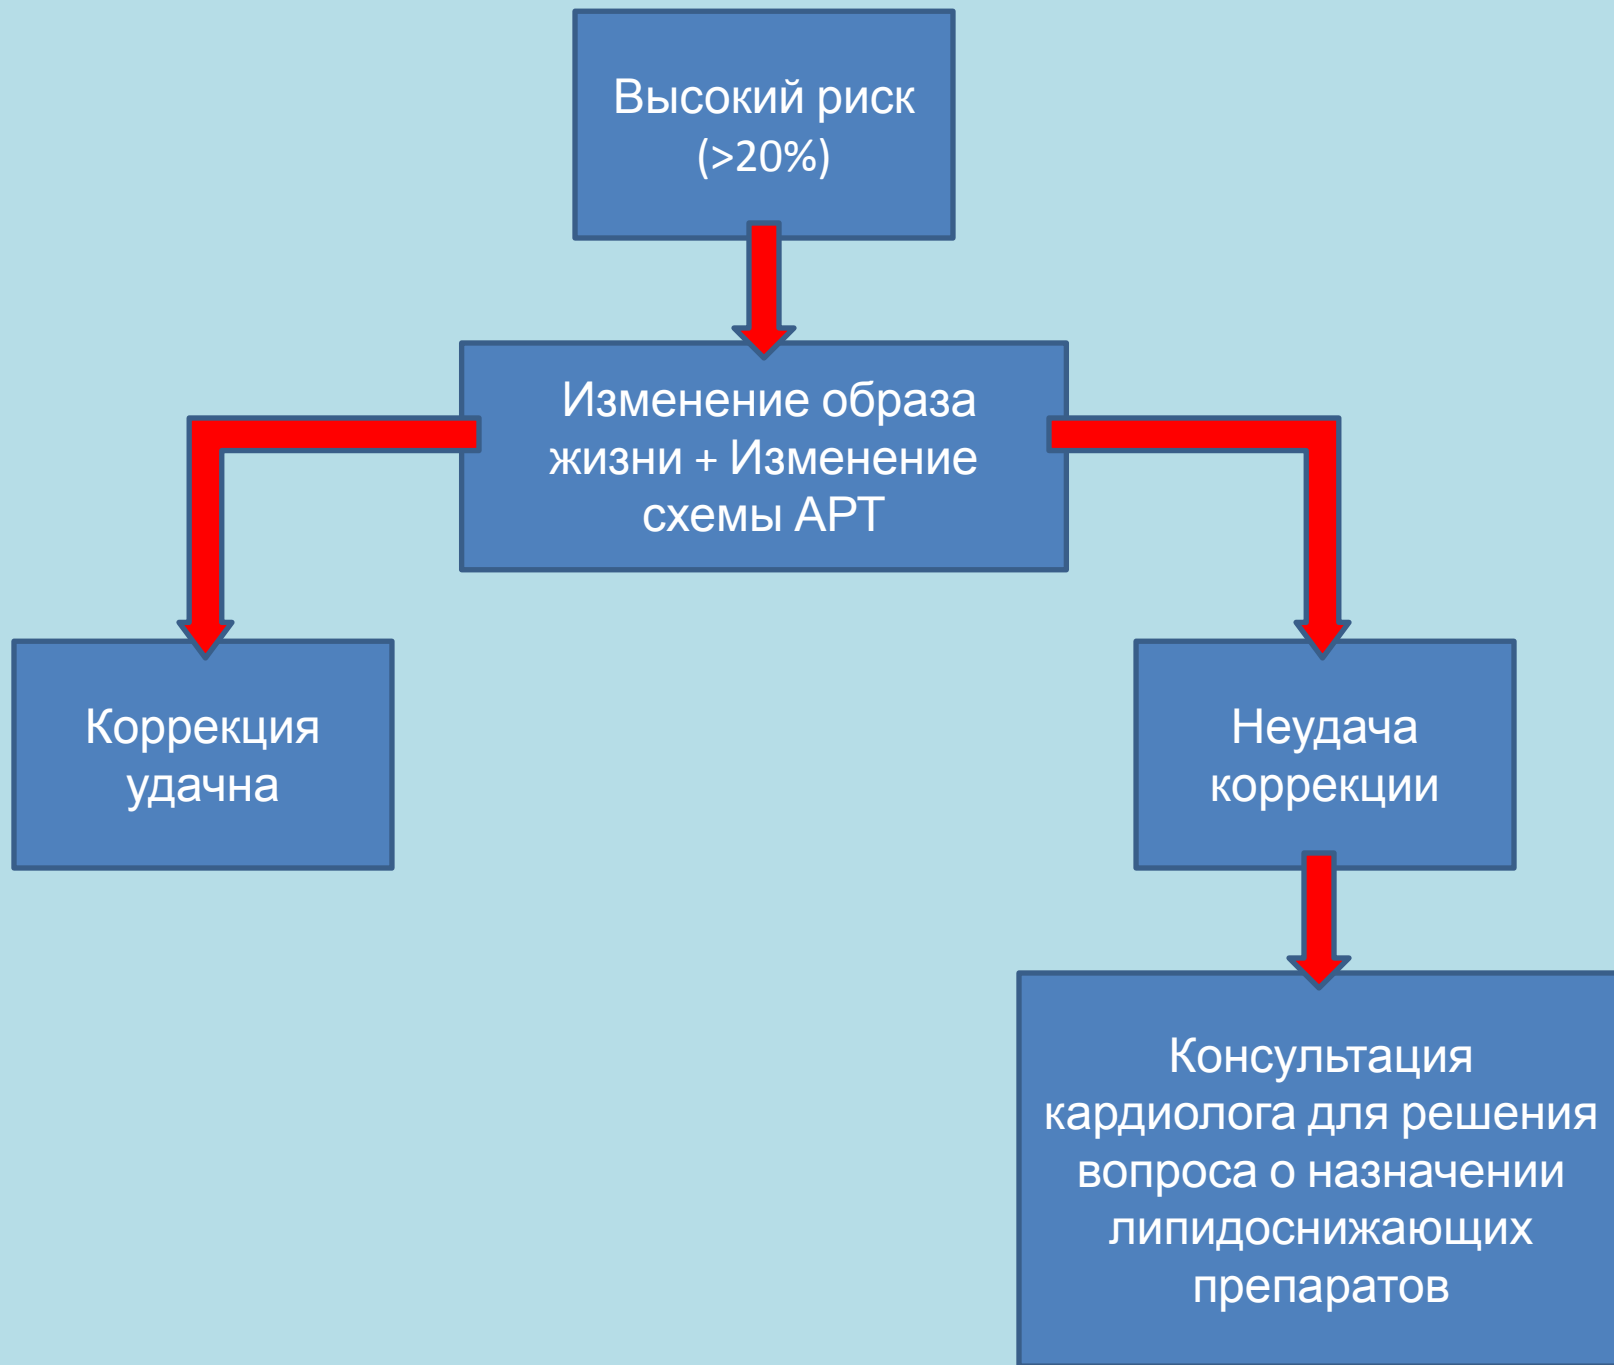 Высокий риск
(>20%)
Изменение образа
жизни + Изменение
схемы АРТ
Коррекция
удачна
Неудача
коррекции
Консультация
кардиолога для решения
вопроса о назначении
липидоснижающих
препаратов